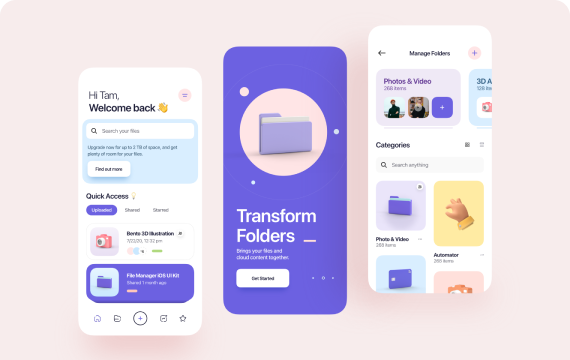 Hi Tam,
Welcome back 👋
Search your files
Upgrade now for up to 2 TB of space, and get
plenty of room for your files.
Find out more
Quick Access 💡
Uploaded Shared Starred
Bento 3D Illustration
7/22/20, 12:32 pm
File Manager iOS UI Kit
Shared 1 month ago
Transform
Folders
Brings your files and
cloud content together.
Get Started
Manage Folders
Photos & Video
268 items
3D A
128 ite
Categories
Search anything
Photo & Video
268 items
Automator
268 items